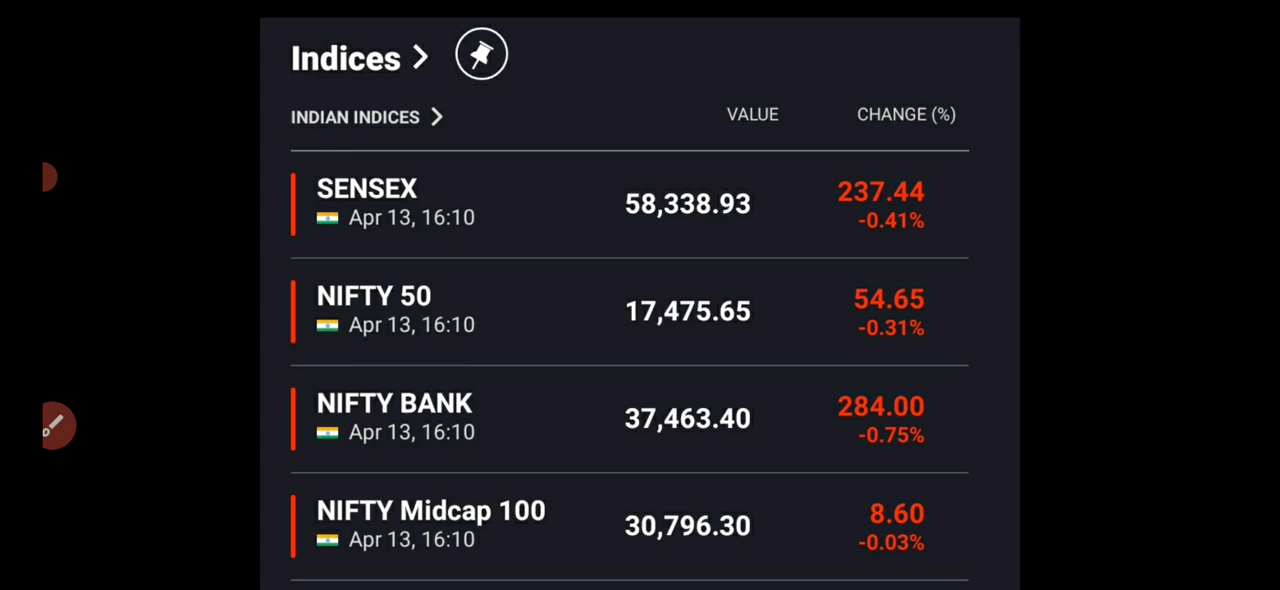 Indices
INDIAN INDICES VALUE CHANGE (%)
SENSEX
Apr 13, 16:10
58,338.93
237.44
-0.41%
NIFTY 50
Apr 13, 16:10
17,475.65
54.65
-0.31%
NIFTY BANK
Apr 13, 16:10
37,463.40
284.00
-0.75%
NIFTY Midcap 100
Apr 13, 16:10
30,796.30
8.60
-0.03%